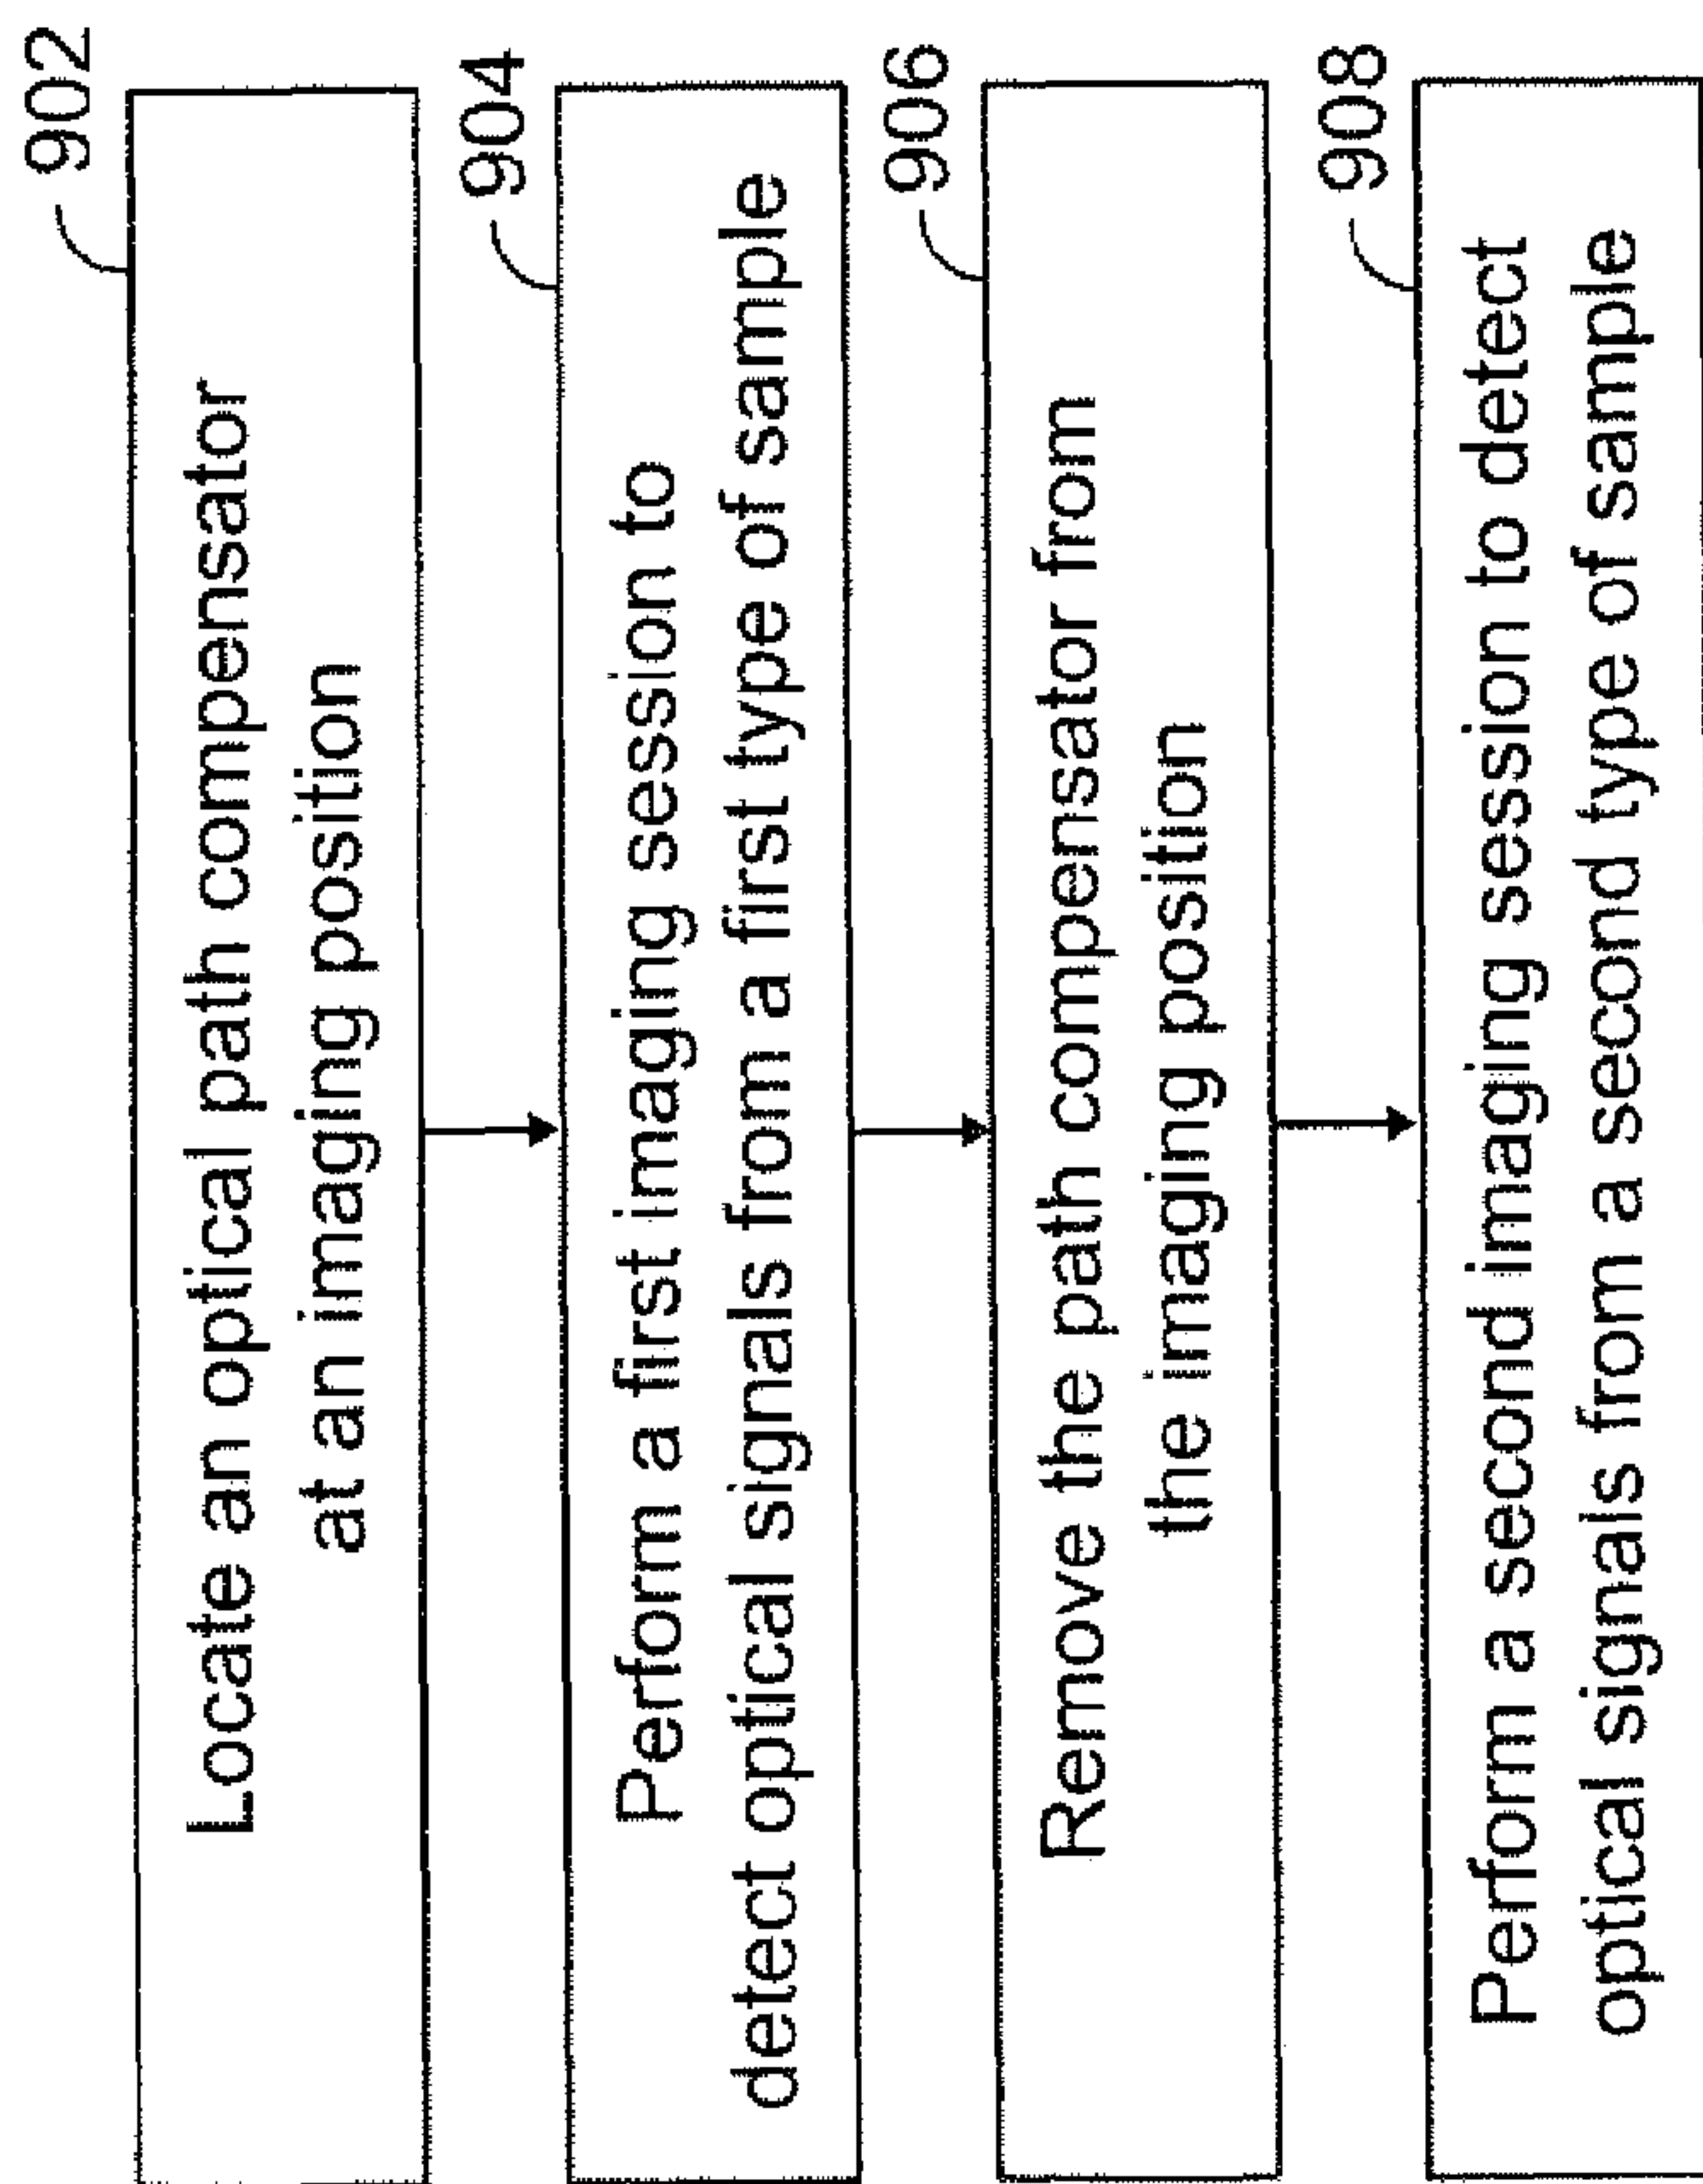 902
Locate an optical path compensator
at an imaging position
904
Perform a first imaging session to
detect optical signals from a first type of sample
906
Remove the path compensator from
the imaging position
908
Perform a second imaging session to detect
optical signals from a second type of sample